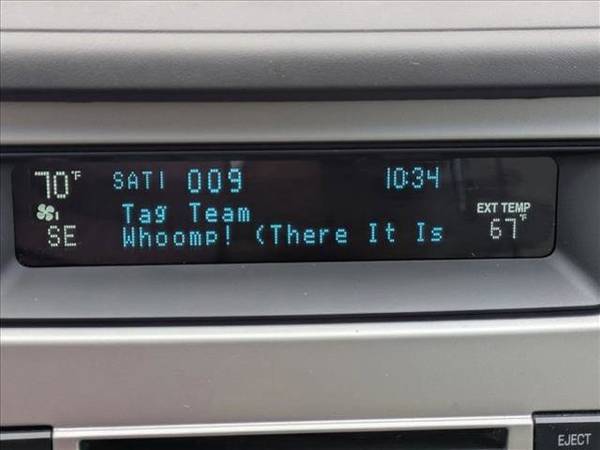 70°F SAT1 009 10:34
Tag Team
EXT TEMP
SE Whoomp! (There It Is 67°F
EJECT